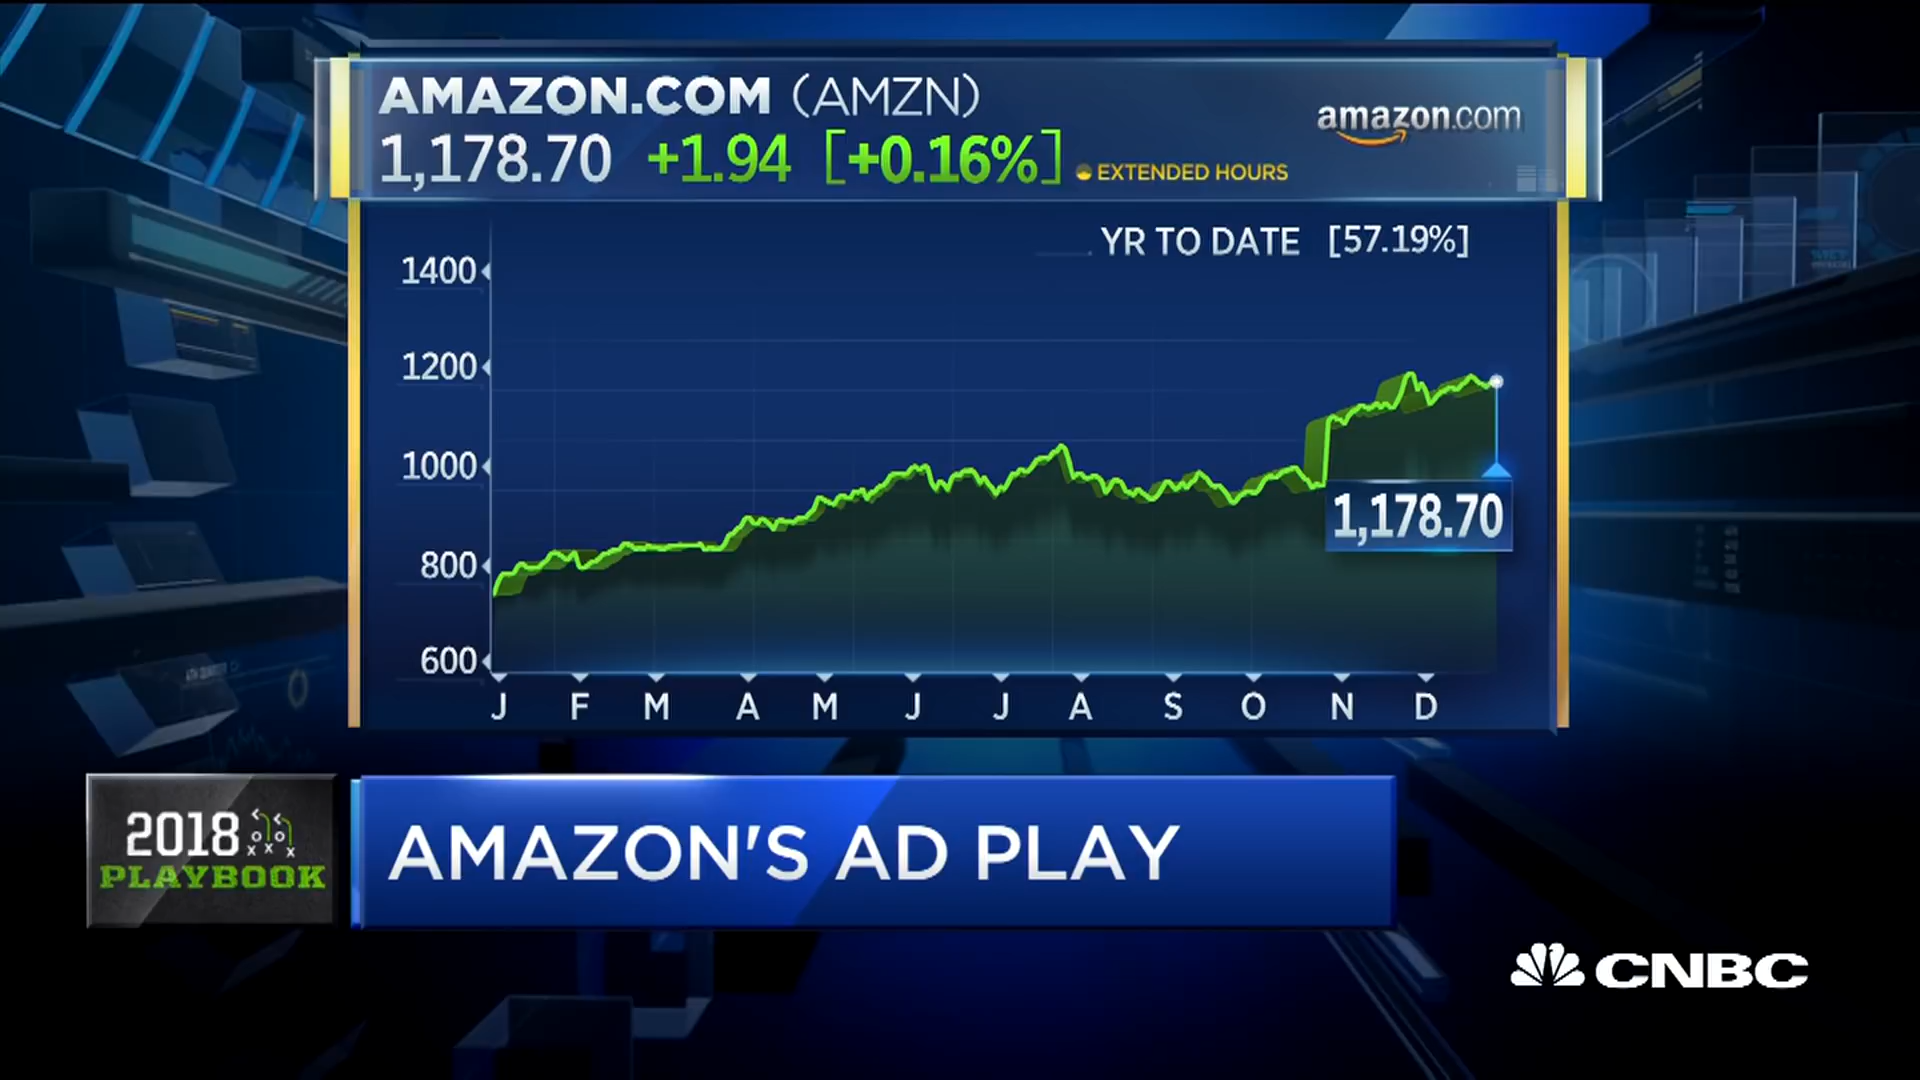 AMAZON.COM (AMZN)
1,178.70 +1.94 [+0.16%] EXTENDED HOURS
amazon.com
YR TO DATE [57.19%]
1400
1200
1000
800
600
1,178.70
J F M A M J J A S O N D
2018
PLAYBOOK
AMAZON'S AD PLAY
CNBC